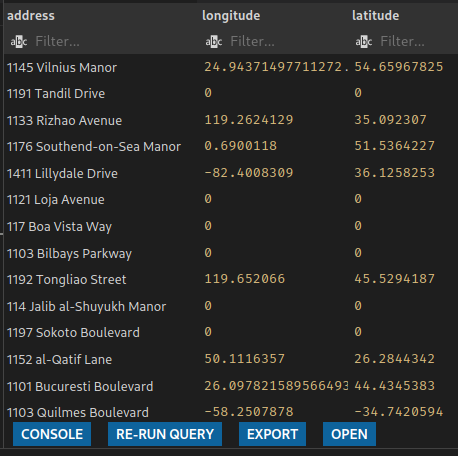 address longitude latitude
abc Filter... abc Filter... abc Filter...
1145 Vilnius Manor 24.94371497711272. 54.65967825
1191 Tandil Drive 0 0
1133 Rizhao Avenue 119.2624129 35.092307
1176 Southend-on-Sea Manor 0.6900118 51.5364227
1411 Lillydale Drive -82.4008309 36.1258253
1121 Loja Avenue 0 0
117 Boa Vista Way 0 0
1103 Bilbays Parkway 0 0
1192 Tongliao Street 119.652066 45.5294187
114 Jalib al-Shuyukh Manor 0 0
1197 Sokoto Boulevard 0 0
1152 al-Qatif Lane 50.1116357 26.2844342
1101 Bucuresti Boulevard 26.097821589566493 44.4345383
1103 Quilmes Boulevard -58.2507878 -34.7420594
CONSOLE RE-RUN QUERY EXPORT OPEN